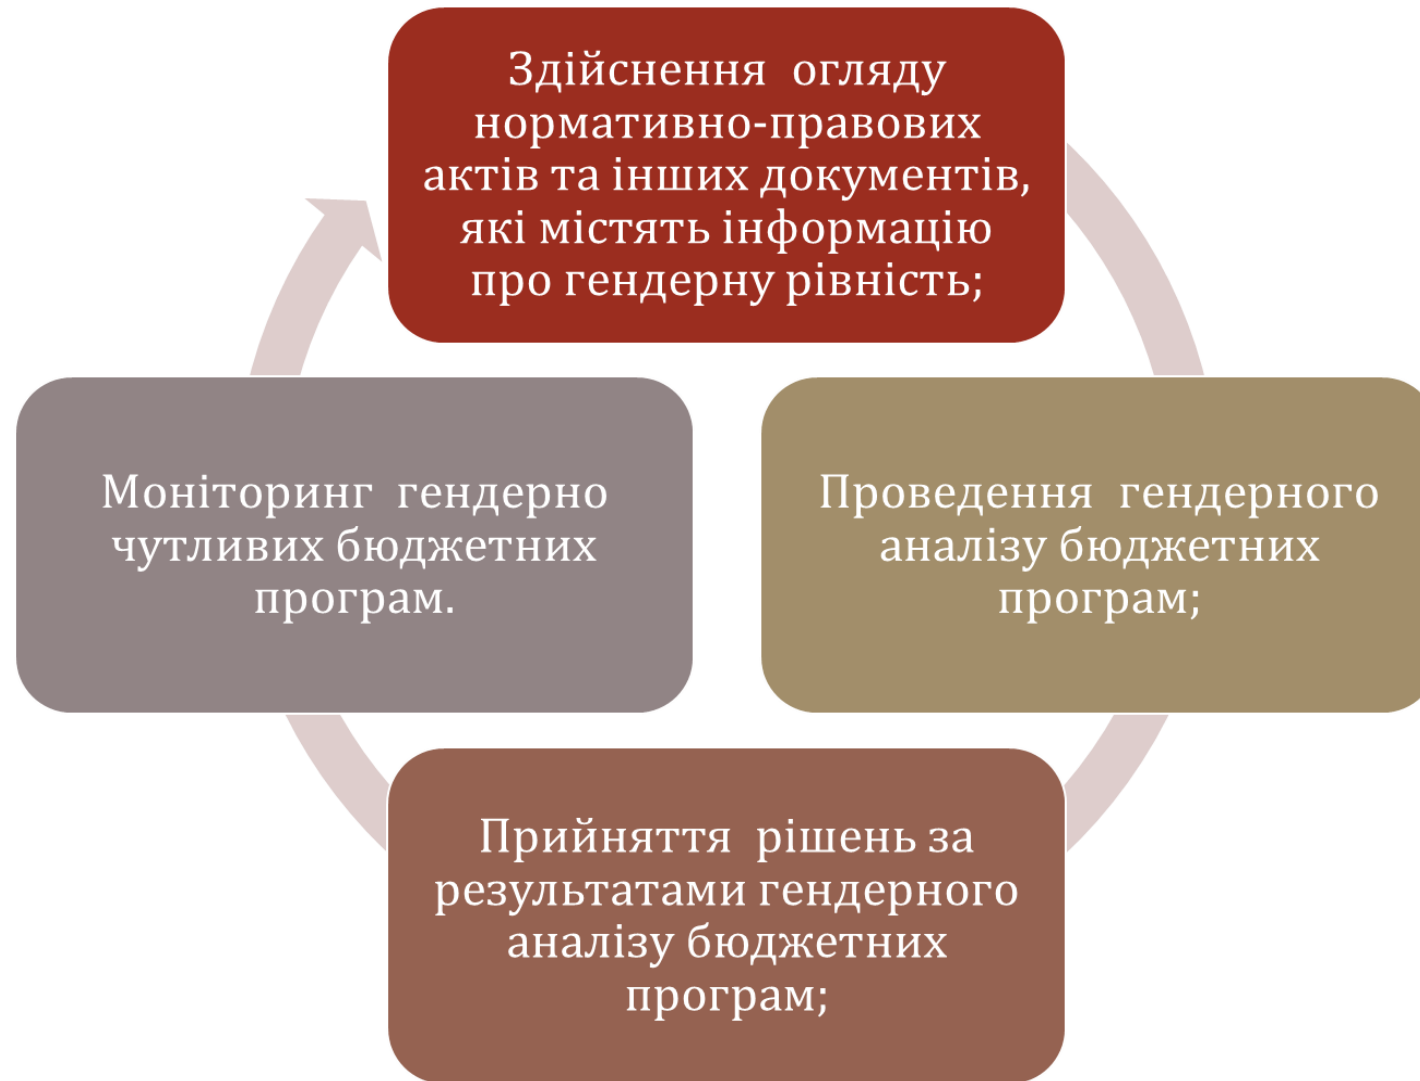 Здійснення огляду
нормативно-правових
актів та інших документів,
які містять інформацію
про гендерну рівність;
Проведення гендерного
аналізу бюджетних
програм;
Прийняття рішень за
результатами гендерного
аналізу бюджетних
програм;
Моніторинг гендерно
чутливих бюджетних
програм.